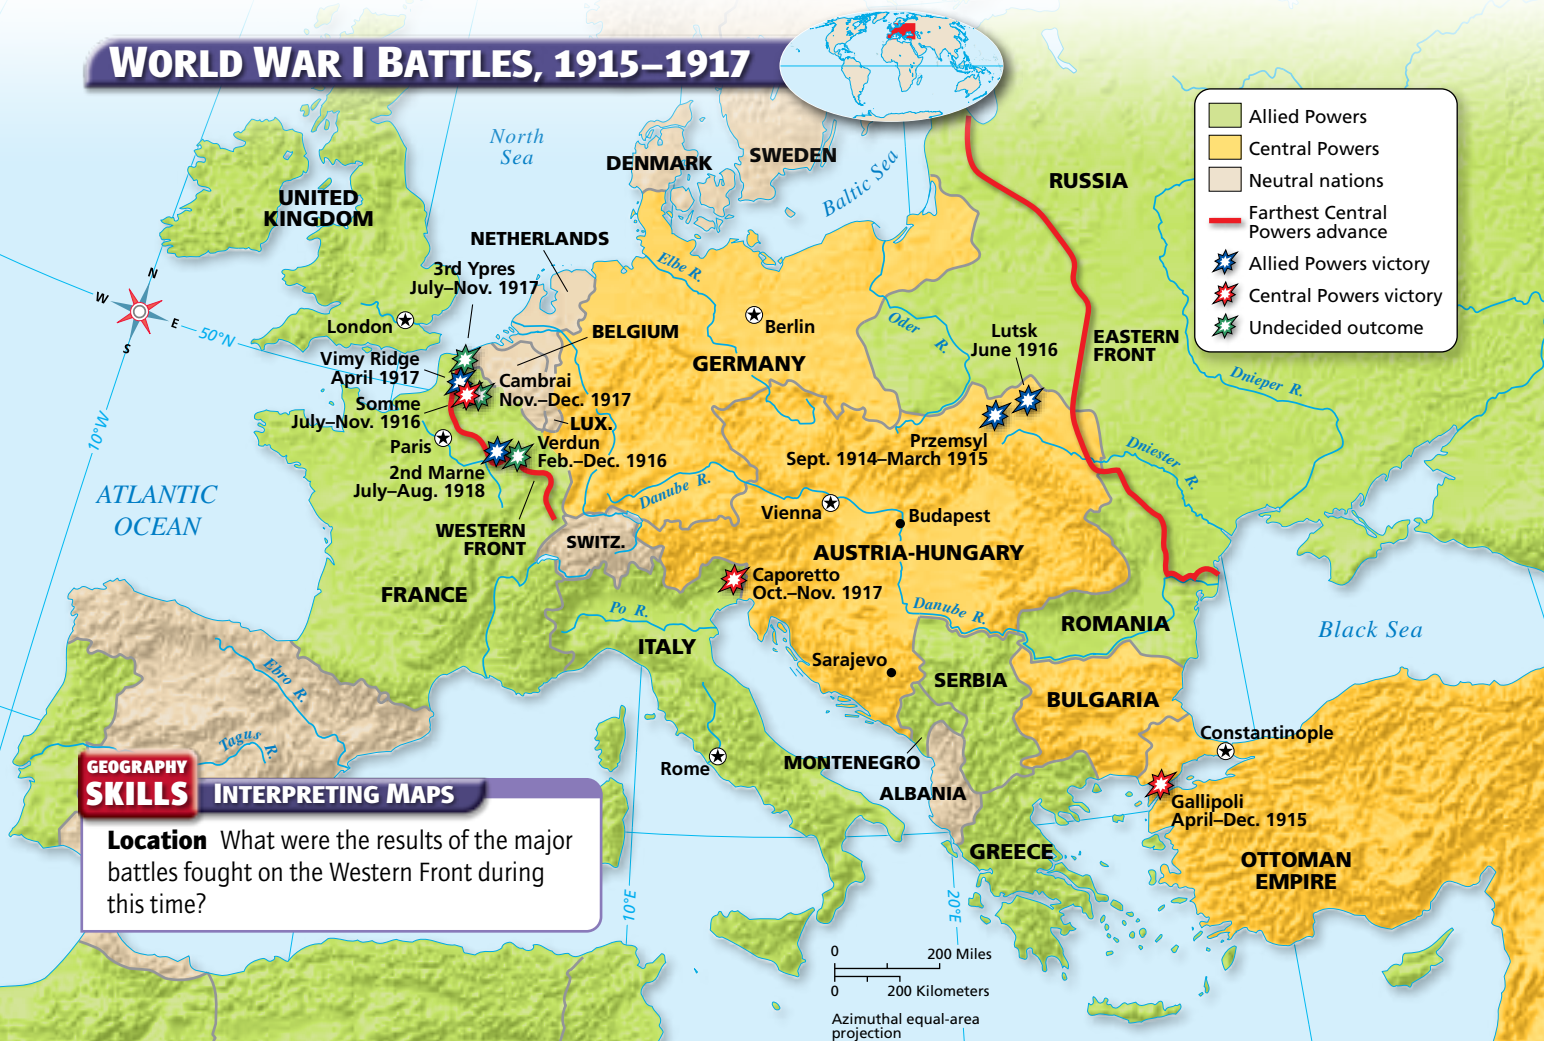 WORLD WAR I BATTLES, 1915–1917
Allied Powers
Central Powers
Neutral nations
Farthest Central
Powers advance
Allied Powers victory
Central Powers victory
Undecided outcome
North
Sea
DENMARK
SWEDEN
Baltic Sea
RUSSIA
UNITED
KINGDOM
NETHERLANDS
3rd Ypres
July–Nov. 1917
Elbe R.
N
W
E
S
50°N
London
Berlin
BELGIUM
GERMANY
Oder
R.
Lutsk
June 1916
EASTERN
FRONT
Dnieper R.
Vimy Ridge
April 1917
Cambrai
Nov.–Dec. 1917
Somme
July–Nov. 1916
LUX.
10°W
Paris
Verdun
Feb.–Dec. 1916
2nd Marne
July–Aug. 1918
Przemsyl
Sept. 1914–March 1915
Dniester
R.
ATLANTIC
OCEAN
Danube R.
Vienna
Budapest
WESTERN
FRONT
SWITZ.
AUSTRIA-HUNGARY
FRANCE
Caporetto
Oct.–Nov. 1917
Po R.
Danube R.
ROMANIA
Black Sea
ITALY
Ebro R.
Sarajevo
SERBIA
BULGARIA
Tagus
R.
Constantinople
Rome
MONTENEGRO
ALBANIA
Gallipoli
April–Dec. 1915
GREECE
OTTOMAN
EMPIRE
GEOGRAPHY
SKILLS
INTERPRETING MAPS
Location What were the results of the major
battles fought on the Western Front during
this time?
10°E
20°E
0
200 Miles
0
200 Kilometers
Azimuthal equal-area
projection